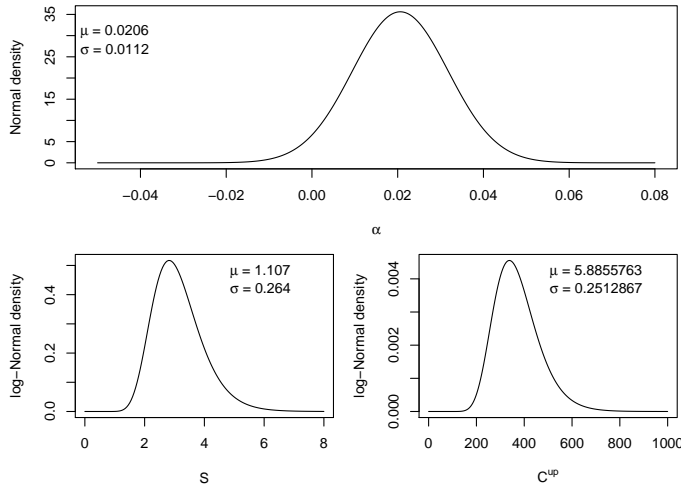 Normal density
35
25
15
5
0
μ = 0.0206
σ = 0.0112
−0.04
−0.02
0.00
0.02
0.04
0.06
0.08
α
log−Normal density
0.4
0.2
0.0
μ = 1.107
σ = 0.264
0
2
4
6
8
S
log−Normal density
0.004
0.002
0.000
μ = 5.8855763
σ = 0.2512867
0
200
400
600
800
1000
C^up